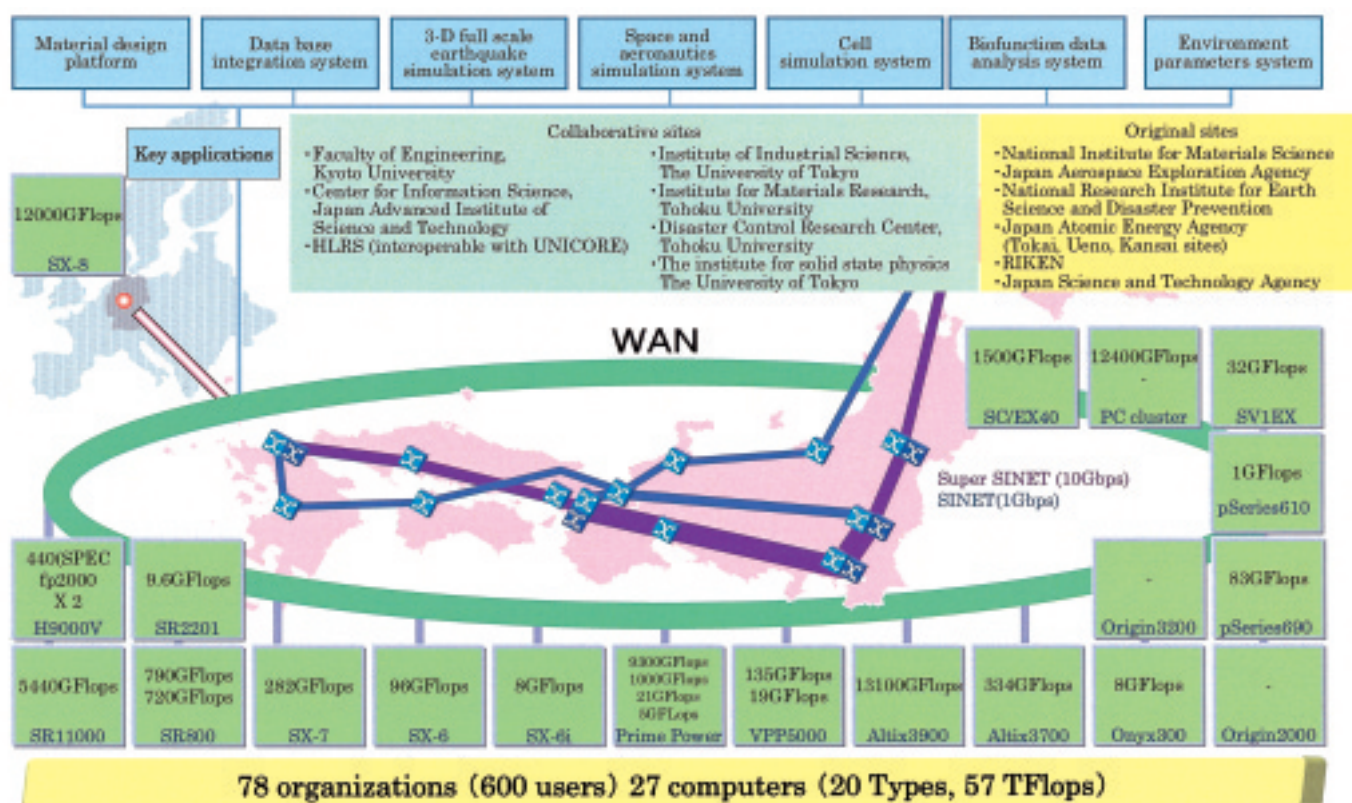 Material design
platform
Data base
integration system
3-D full scale
earthquake
simulation system
Space and
aeronautics
simulation system
Cell
simulation system
Biofunction data
analysis system
Environment
parameters system
Key applications
Collaborative sites
・Faculty of Engineering,
Kyoto University
・Center for Information Science,
Japan Advanced Institute of
Science and Technology
・HLRS (interoperable with UNICORE)
・Institute of Industrial Science,
The University of Tokyo
・Institute for Materials Research,
Tohoku University
・Disaster Control Research Center,
Tohoku University
・The institute for solid state physics
The University of Tokyo
Original sites
・National Institute for Materials Science
・Japan Aerospace Exploration Agency
・National Research Institute for Earth
Science and Disaster Prevention
・Japan Atomic Energy Agency
(Tokai, Ueno, Kansai sites)
・RIKEN
・Japan Science and Technology Agency
12000GFlops
SX-8
WAN
1500GFlops
SC/EX40
12400GFlops
-
PC cluster
32GFlops
SV1EX
Super SINET (10Gbps)
SINET(1Gbps)
1GFlops
pSeries610
440(SPEC
fp2000
X 2
H9000V
9.6GFlops
SR2201
-
Origin3200
83GFlops
pSeries690
5440GFlops
SR11000
790GFlops
720GFlops
SR800
282GFlops
SX-7
96GFlops
SX-6
8GFlops
SX-6i
9300GFlops
1000GFlops
21GFlops
8GFLops
Prime Power
135GFlops
19GFlops
VPP5000
13100GFlops
Altix3900
334GFlops
Altix3700
8GFlops
Onyx300
-
Origin2000
78 organizations (600 users) 27 computers (20 Types, 57 TFlops)